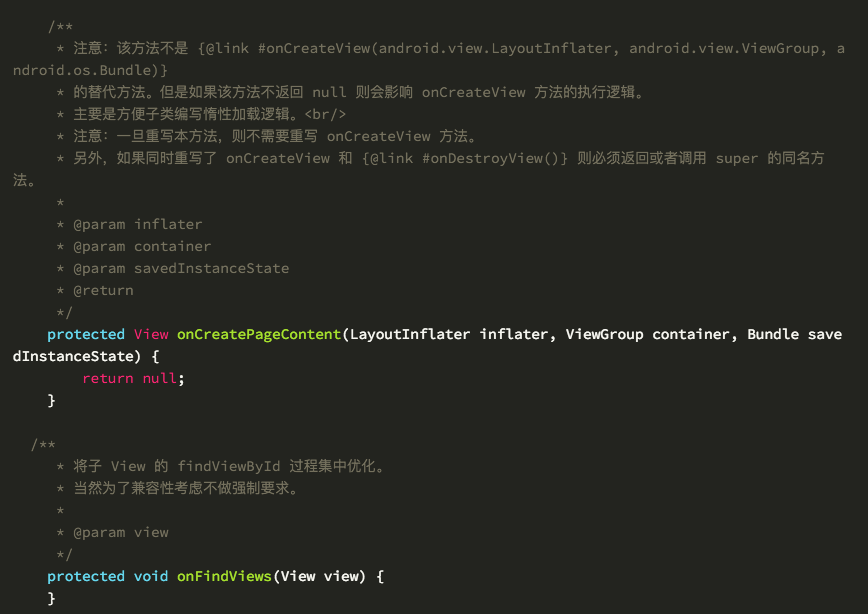 /**
* 注意：该方法不是 {@link #onCreateView(android.view.LayoutInflater, android.view.ViewGroup, a
ndroid.os.Bundle)}
* 的替代方法。但是如果该方法不返回 null 则会影响 onCreateView 方法的执行逻辑。
* 主要是方便子类编写惰性加载逻辑。<br/>
* 注意：一旦重写本方法，则不需要重写 onCreateView 方法。
* 另外，如果同时重写了 onCreateView 和 {@link #onDestroyView()} 则必须返回或者调用 super 的同名方
法。
*
* @param inflater
* @param container
* @param savedInstanceState
* @return
*/
protected View onCreatePageContent(LayoutInflater inflater, ViewGroup container, Bundle save
dInstanceState) {
return null;
}
/**
* 将子 View 的 findViewById 过程集中优化。
* 当然为了兼容性考虑不做强制要求。
*
* @param view
*/
protected void onFindViews(View view) {
}